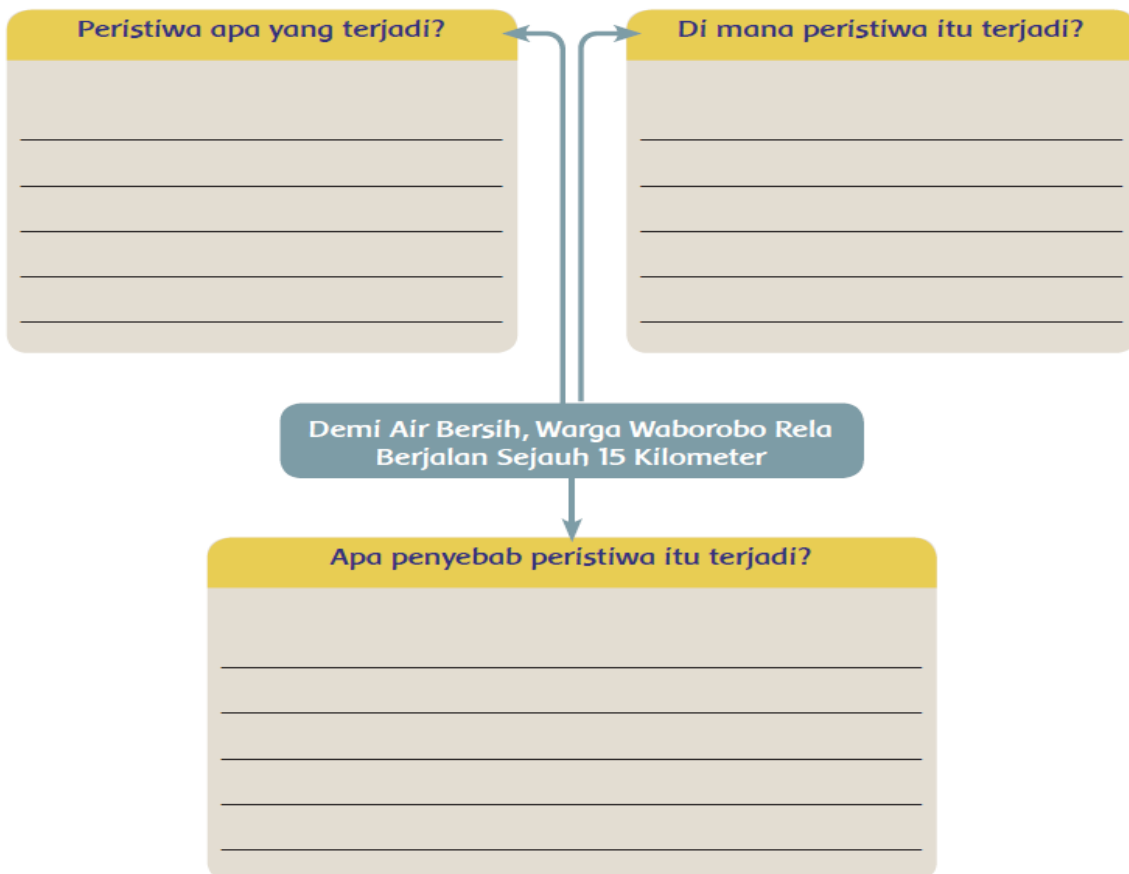 Peristiwa apa yang terjadi?
Di mana peristiwa itu terjadi?
Demi Air Bersih, Warga Waborobo Rela
Berjalan Sejauh 15 Kilometer
Apa penyebab peristiwa itu terjadi?